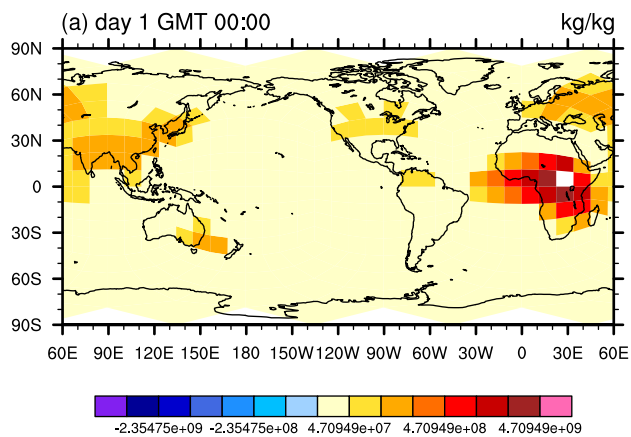 (a) day 1 GMT 00:00 kg/kg
90N
60N
30N
0
30S
60S
90S
60E 90E 120E 150E 180 150W 120W 90W 60W 30W 0 30E 60E
-2.35475e+09 -2.35475e+08 4.70949e+07 4.70949e+08 4.70949e+09